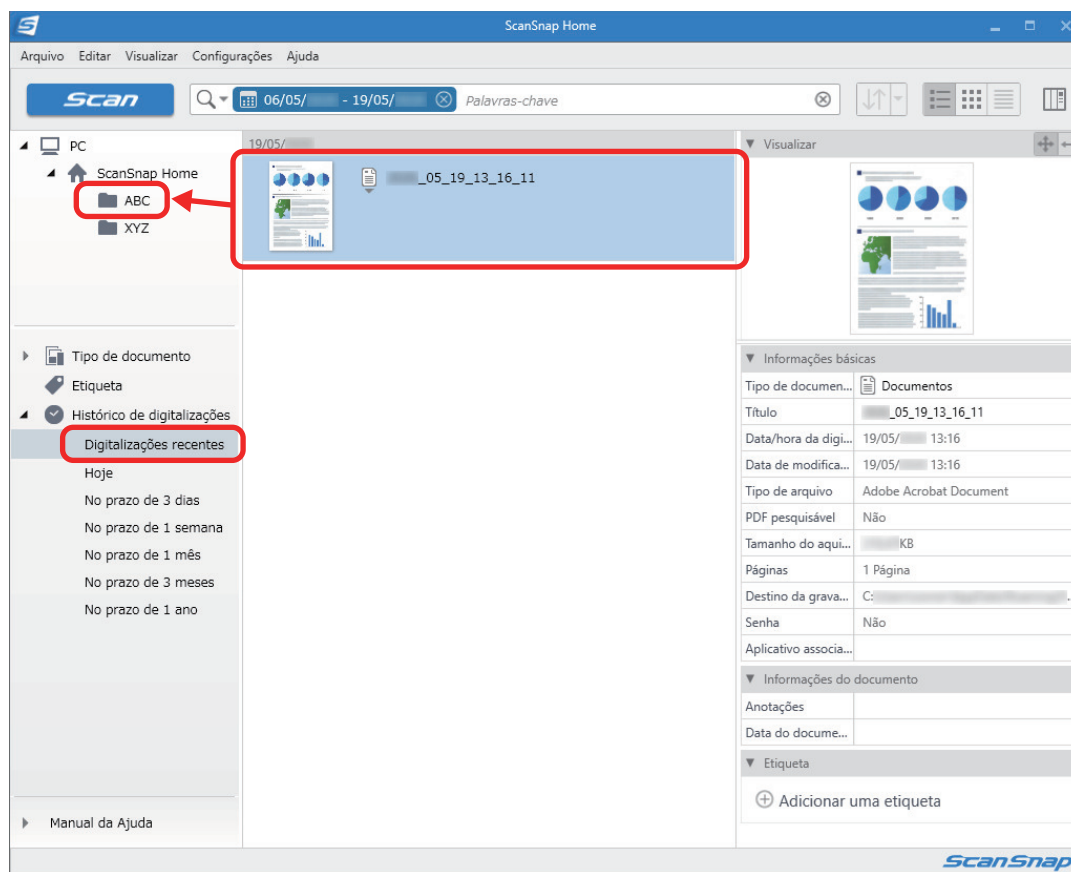 ScanSnap Home
Arquivo Editar Visualizar Configurações Ajuda
Scan
06/05/ - 19/05/ Palavras-chave
PC
ScanSnap Home
ABC
XYZ
Tipo de documento
Etiqueta
Histórico de digitalizações
Digitalizações recentes
Hoje
No prazo de 3 dias
No prazo de 1 semana
No prazo de 1 mês
No prazo de 3 meses
No prazo de 1 ano
Manual da Ajuda
19/05/
_05_19_13_16_11
Visualizar
Informações básicas
Tipo de documen... Documentos
Título _05_19_13_16_11
Data/hora da digi... 19/05/ 13:16
Data de modifica... 19/05/ 13:16
Tipo de arquivo Adobe Acrobat Document
PDF pesquisável Não
Tamanho do aqui... KB
Páginas 1 Página
Destino da grava... C:
Senha Não
Aplicativo associa...
Informações do documento
Anotações
Data do docume...
Etiqueta
Adicionar uma etiqueta
ScanSnap